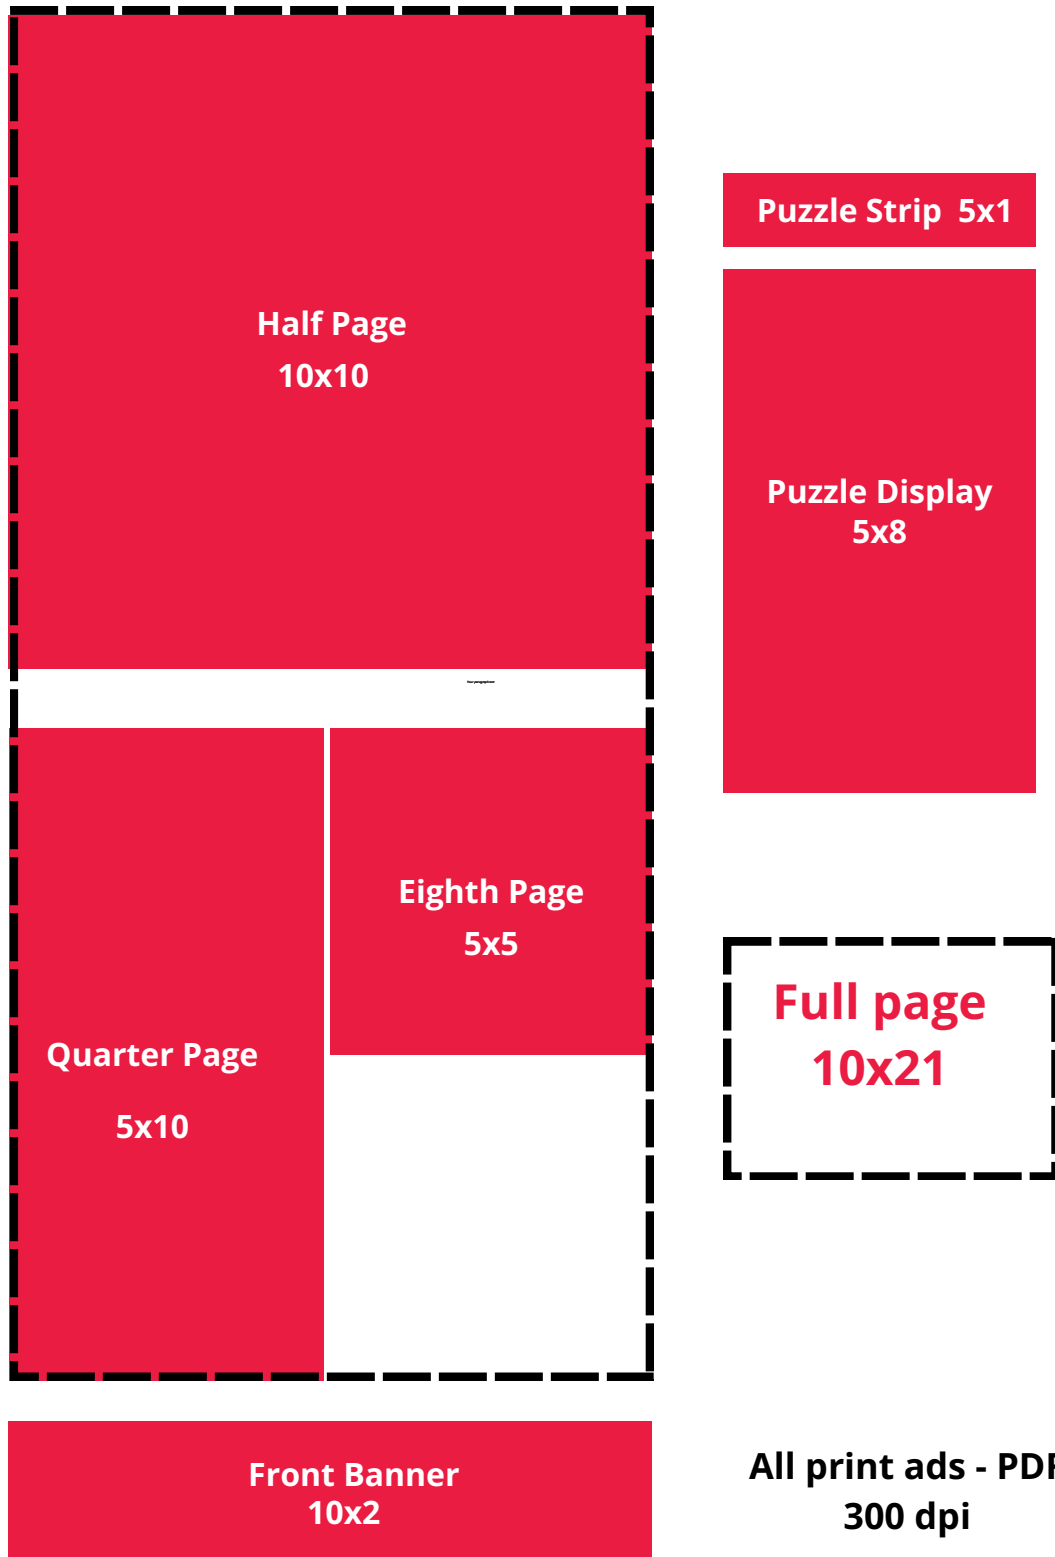 Half Page
10x10
Puzzle Strip 5x1
Puzzle Display
5x8
Eighth Page
5x5
Quarter Page
5x10
Full page
10x21
Front Banner
10x2
All print ads - PDF
300 dpi